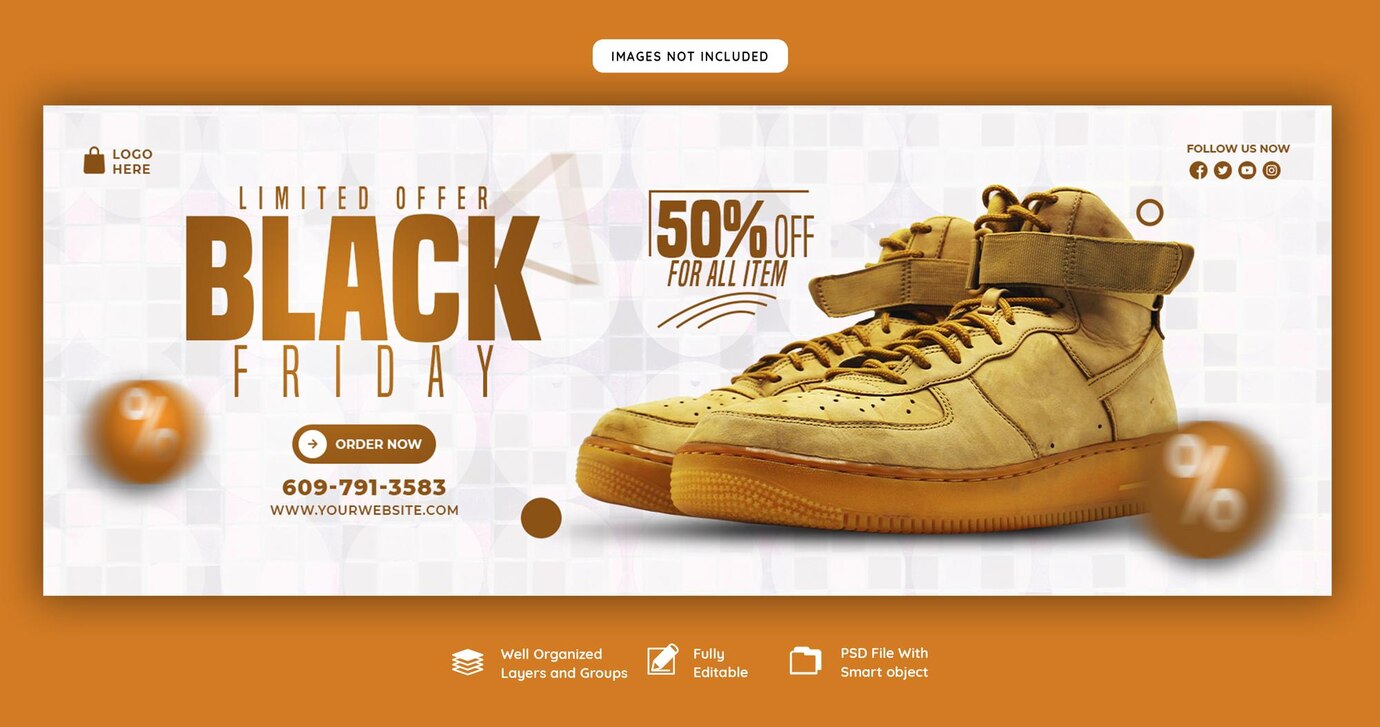 IMAGES NOT INCLUDED
LOGO
HERE
LIMITED OFFER
BLACK
FRIDAY
ORDER NOW
609-791-3583
WWW.YOURWEBSITE.COM
50% OFF
FOR ALL ITEM
FOLLOW US NOW
%
%
Well Organized
Layers and Groups
Fully
Editable
PSD File With
Smart object